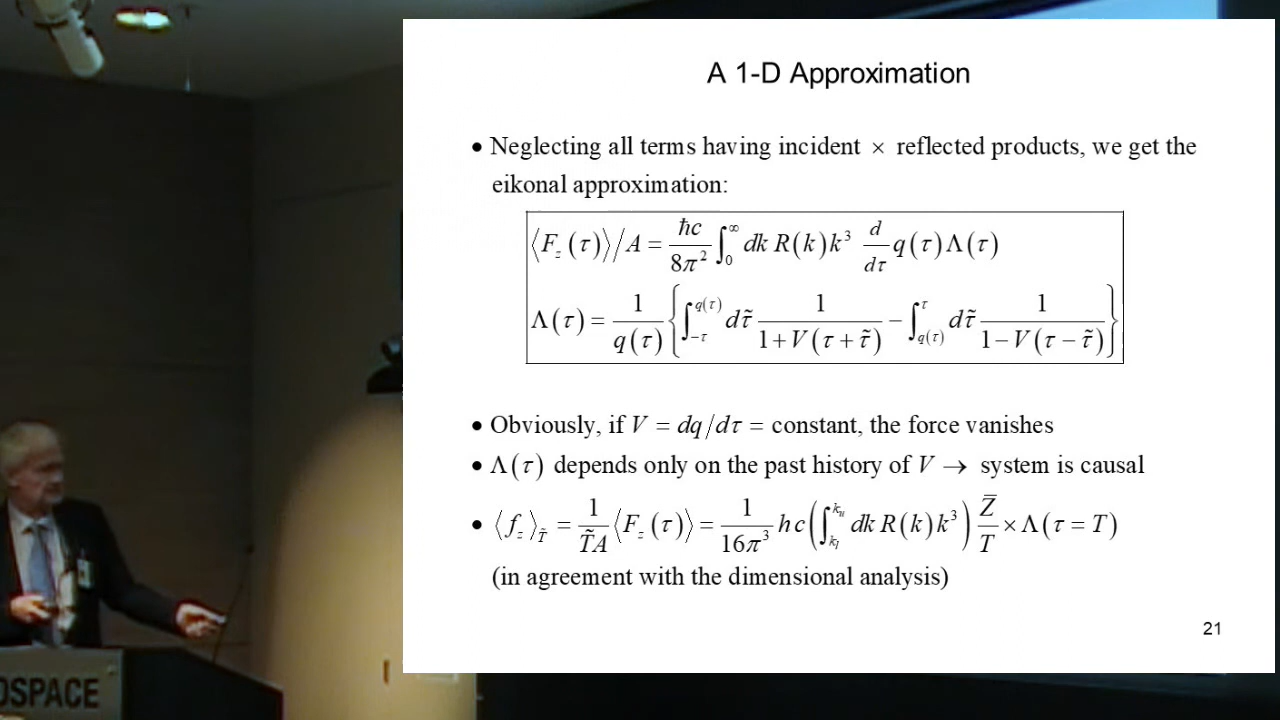 A 1-D Approximation
• Neglecting all terms having incident × reflected products, we get the
eikonal approximation:
⟨F_z(τ)⟩/A = ħc/8π² ∫₀^∞ dk R(k)k³ d/dτ q(τ)Λ(τ)
Λ(τ) = 1/q(τ) { ∫_{-τ}^{q(τ)} dτ̃ 1/(1+V(τ+τ̃)) − ∫_{q(τ)}^{τ} dτ̃ 1/(1−V(τ−τ̃)) }
• Obviously, if V = dq/dτ = constant, the force vanishes
• Λ(τ) depends only on the past history of V → system is causal
• ⟨f_z⟩_T̃ = 1/T̃A ⟨F_z(τ)⟩ = 1/16π³ hc(∫_{k_l}^{k_u} dk R(k)k³) Z̄/T × Λ(τ = T)
(in agreement with the dimensional analysis)
21
OSPACE